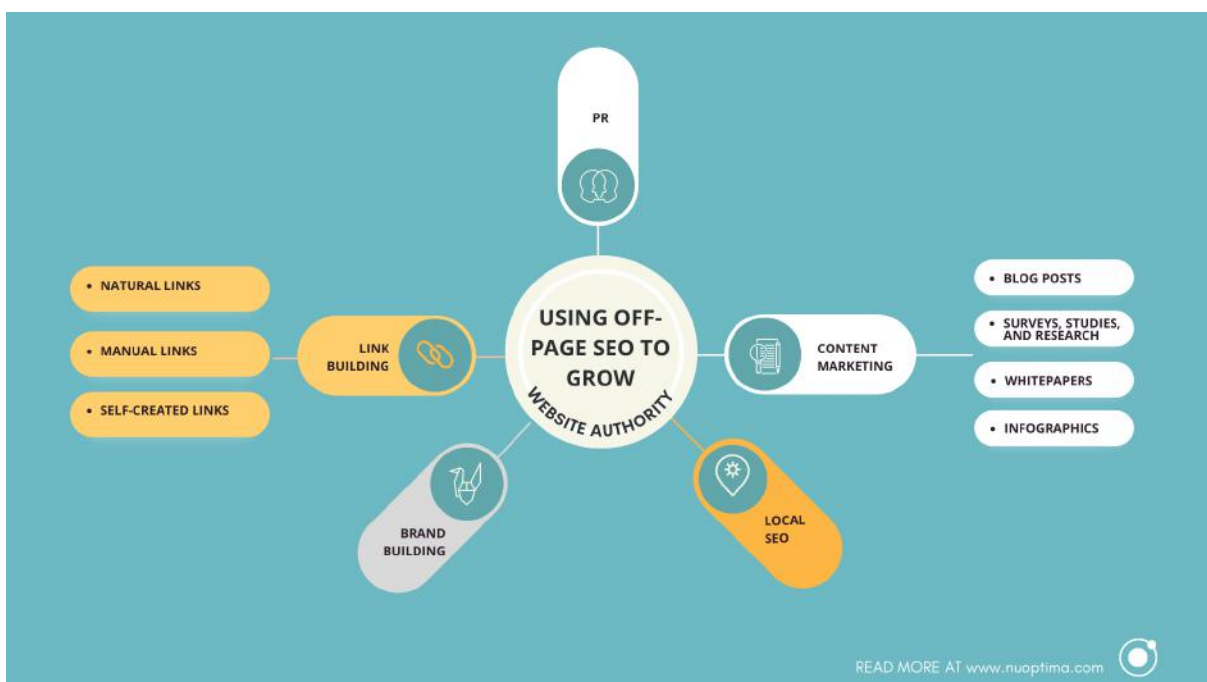 PR
USING OFF-
PAGE SEO TO
GROW
WEBSITE AUTHORITY
LINK
BUILDING
• NATURAL LINKS
• MANUAL LINKS
• SELF-CREATED LINKS
CONTENT
MARKETING
• BLOG POSTS
• SURVEYS, STUDIES,
AND RESEARCH
• WHITEPAPERS
• INFOGRAPHICS
BRAND
BUILDING
LOCAL
SEO
READ MORE AT www.nuoptima.com